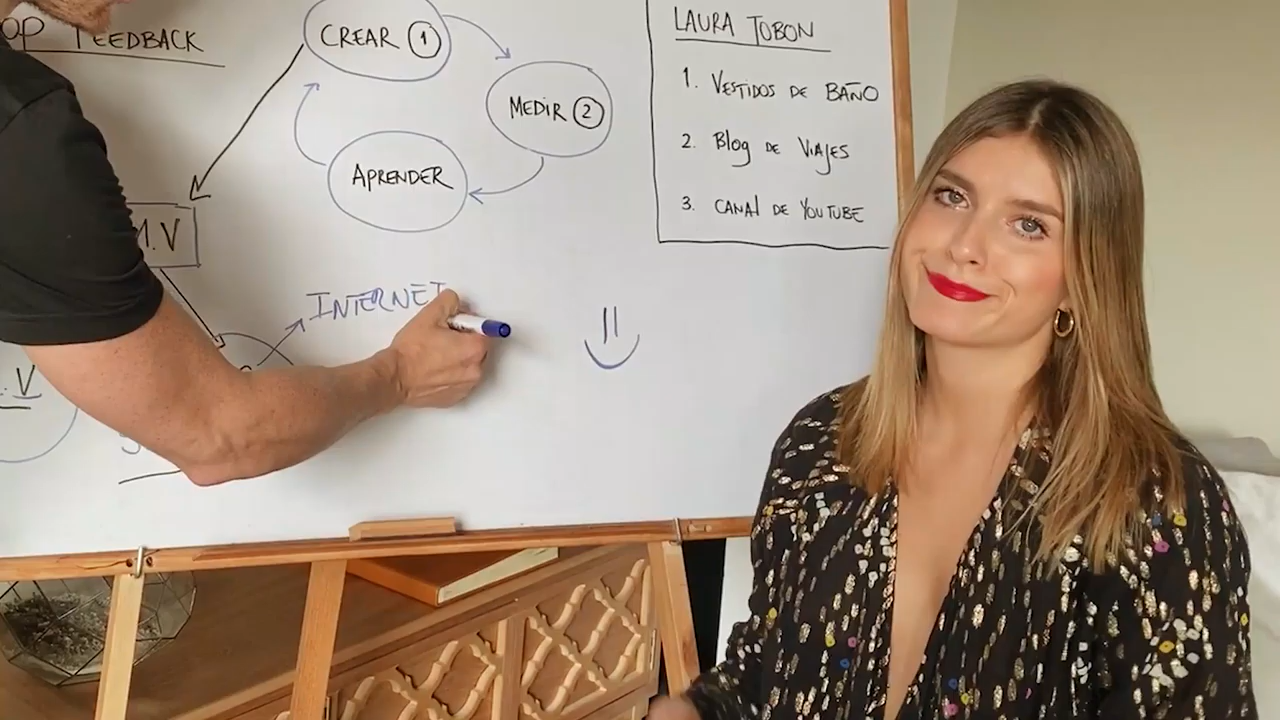 OP FEEDBACK
CREAR 1
MEDIR 2
APRENDER
M.V
INTERNET
. V
LAURA TOBON
1. VESTIDOS DE BAÑO
2. Blog DE VIAJES
3. CANAL DE YOUTUBE